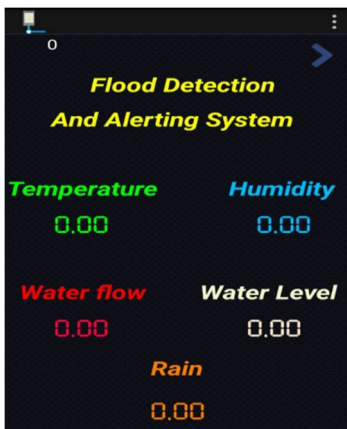 0
Flood Detection
And Alerting System
Temperature Humidity
0.00 0.00
Water flow Water Level
0.00 0.00
Rain
0.00